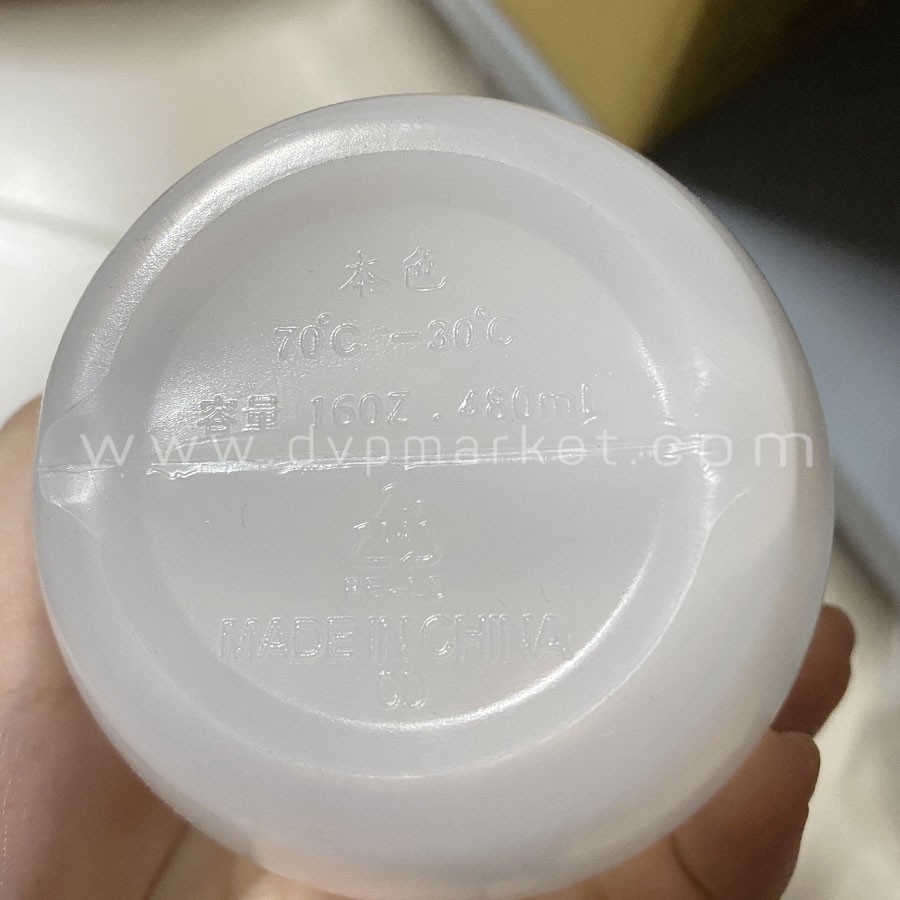 本色
70°C -30°C
容量 16OZ . 480ml
www.dvpmarket.com
PE-LD
MADE IN CHINA